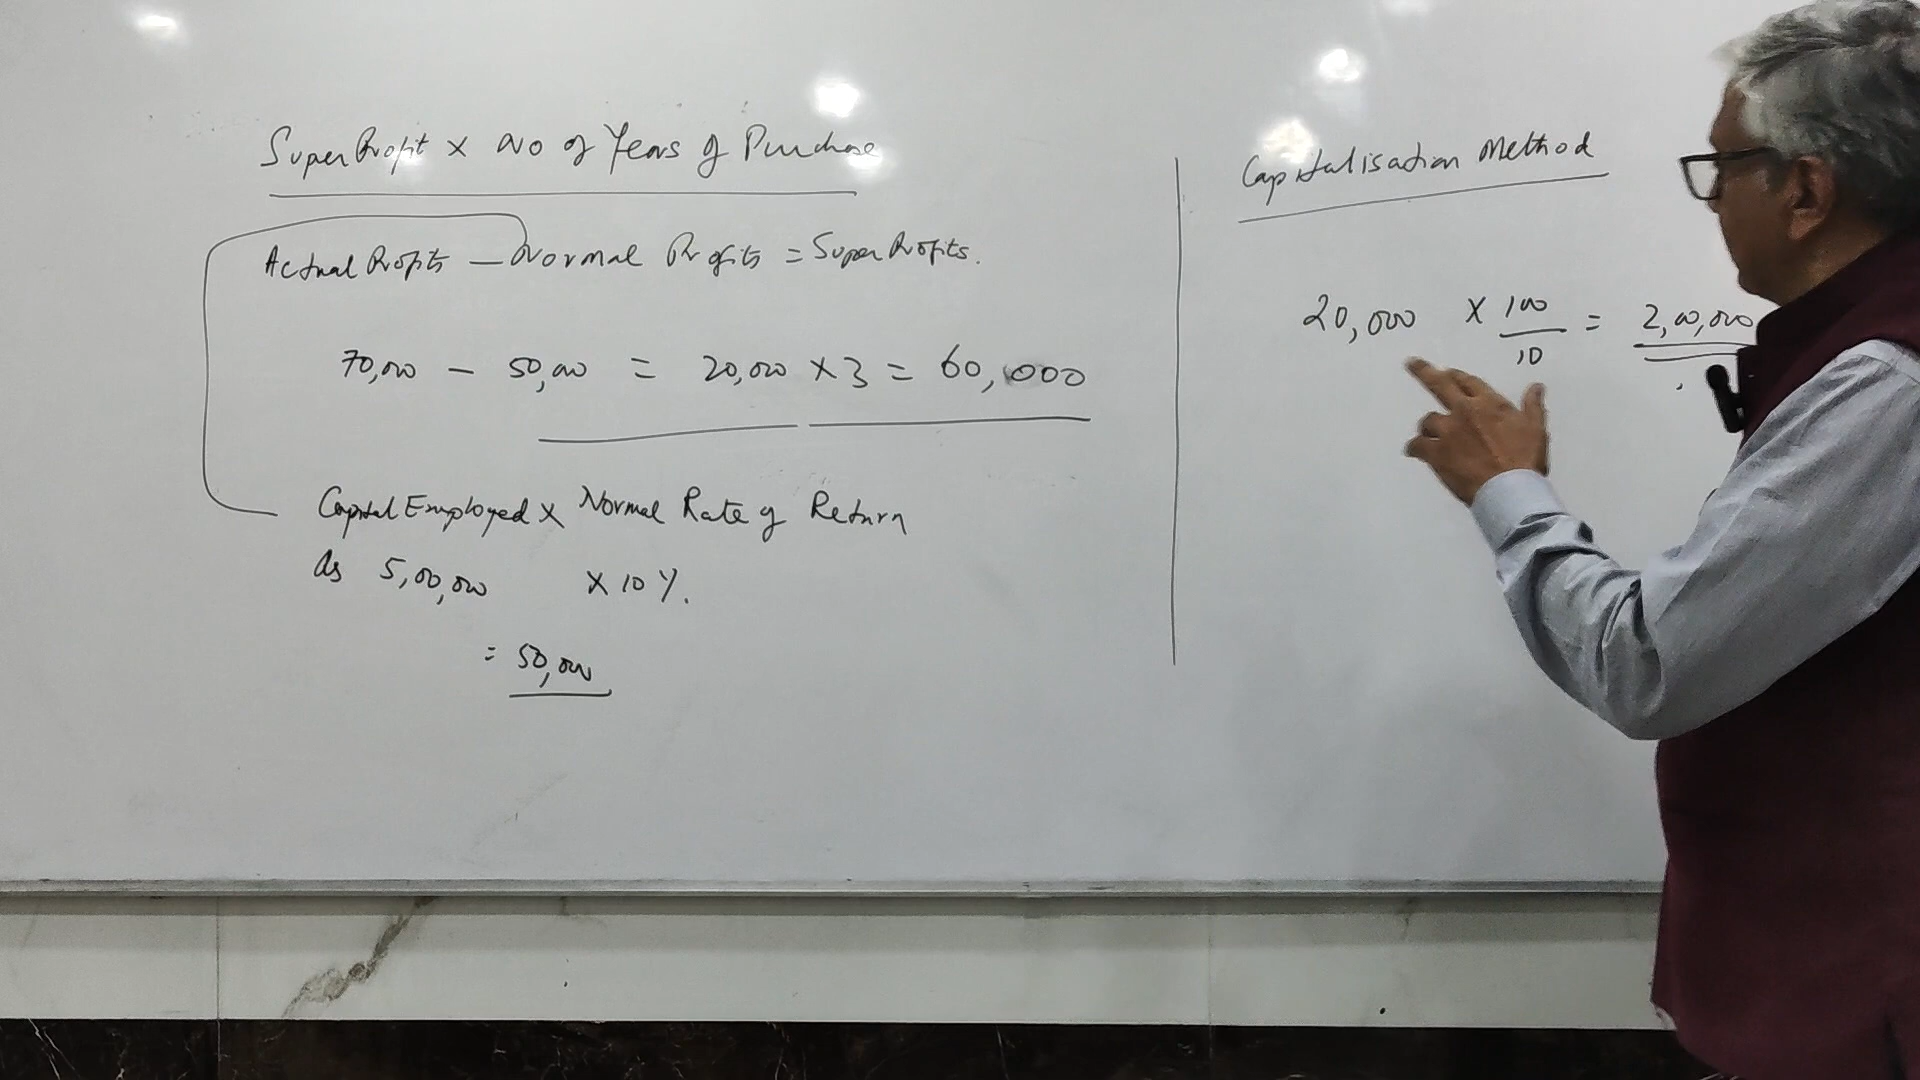 Super Profit × No of Years of Purchase
Actual Profits — Normal Profits = Super Profits.
70,000 — 50,000 = 20,000 × 3 = 60,000
Capital Employed × Normal Rate of Return
As 5,00,000 × 10 %.
= 50,000
Capitalisation Method
20,000 × 100/10 = 2,00,000